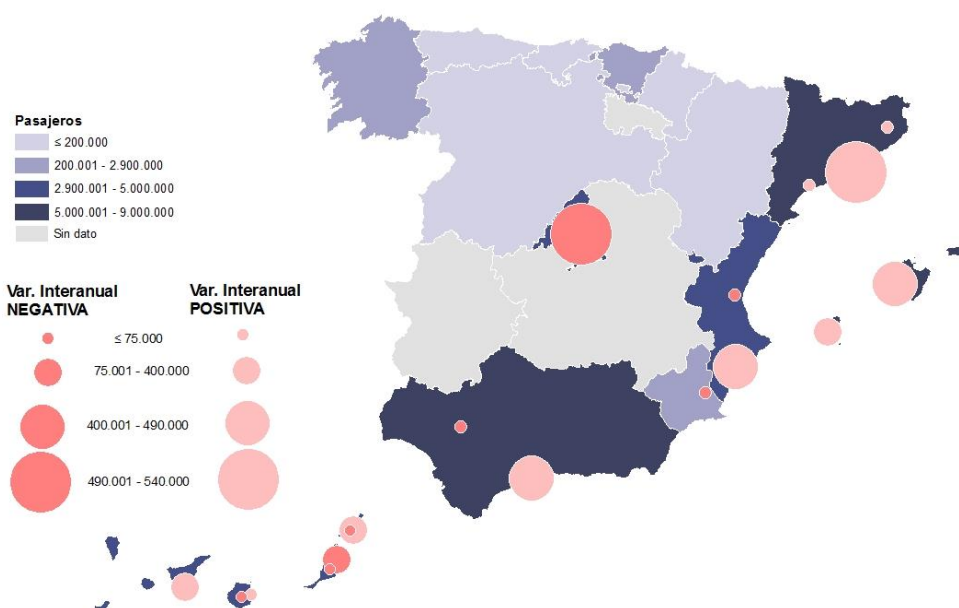 Pasajeros
≤ 200.000
200.001 - 2.900.000
2.900.001 - 5.000.000
5.000.001 - 9.000.000
Sin dato
Var. Interanual
NEGATIVA
Var. Interanual
POSITIVA
≤ 75.000
75.001 - 400.000
400.001 - 490.000
490.001 - 540.000